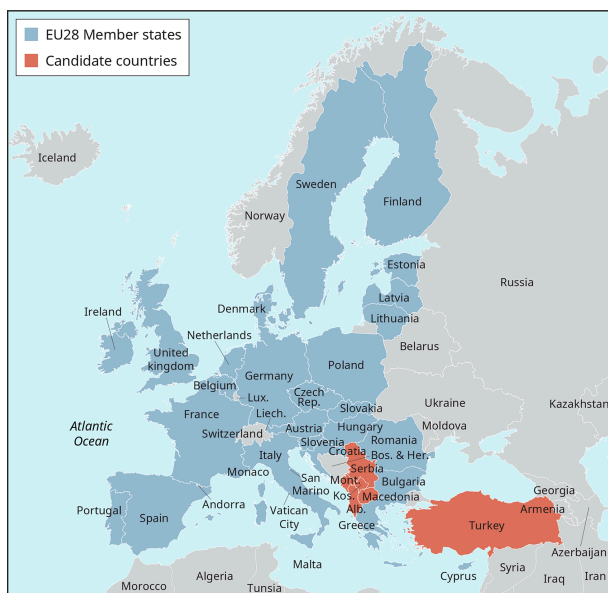 EU28 Member states
Candidate countries
Iceland
Sweden
Finland
Norway
Estonia
Russia
Latvia
Denmark
Ireland
Lithuania
Netherlands
Belarus
United
kingdom
Poland
Germany
Belgium
Czech
Rep.
Lux.
Ukraine
Kazakhstan
Slovakia
France
Liech.
Atlantic
Ocean
Moldova
Austria
Hungary
Switzerland
Romania
Slovenia
Croatia
Bos. & Her.
Italy
Serbia
Monaco
San
Marino
Mont.
Bulgaria
Georgia
Kos.
Macedonia
Andorra
Portugal
Spain
Vatican
City
Alb.
Armenia
Greece
Turkey
Azerbaijan
Malta
Syria
Cyprus
Algeria
Iraq
Iran
Morocco
Tunsia